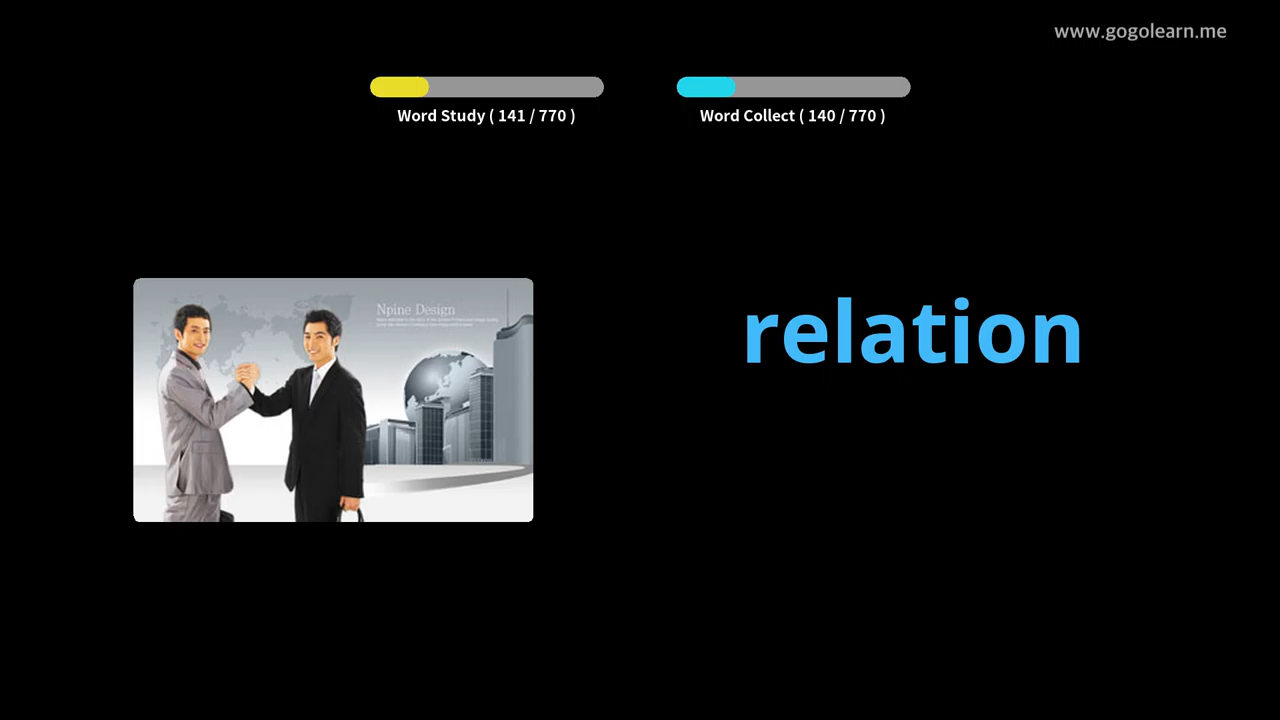 www.gogolearn.me
Word Study ( 141 / 770 )
Word Collect ( 140 / 770 )
Npine Design
relation